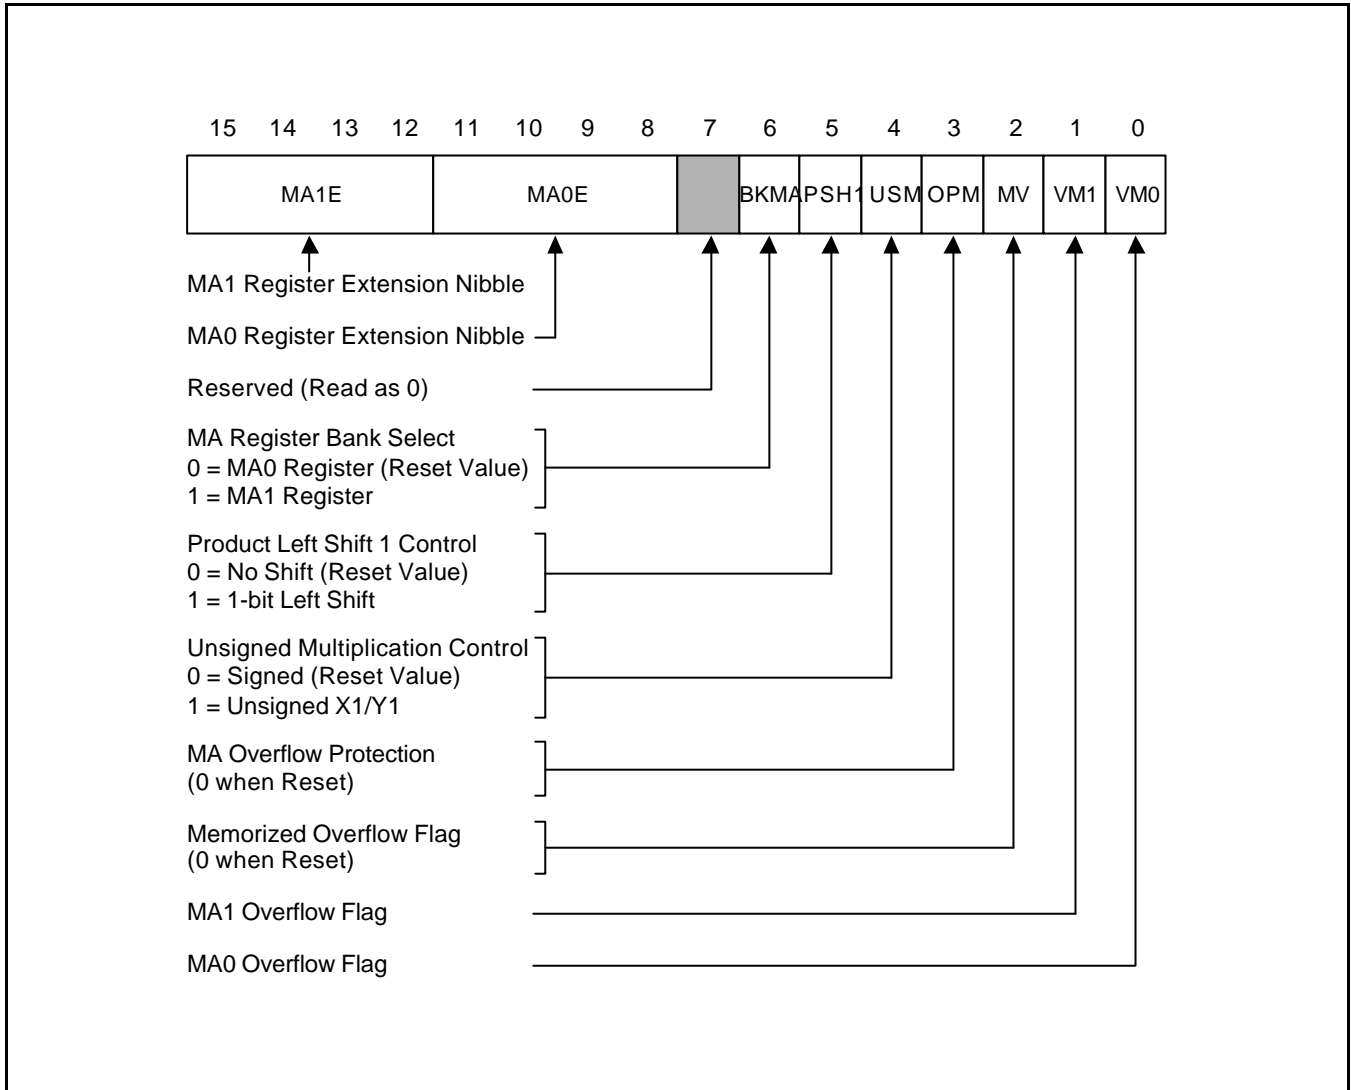 15 14 13 12 11 10 9 8 7 6 5 4 3 2 1 0
MA1E MA0E BKMA PSH1 USM OPM MV VM1 VM0
MA1 Register Extension Nibble
MA0 Register Extension Nibble
Reserved (Read as 0)
MA Register Bank Select
0 = MA0 Register (Reset Value)
1 = MA1 Register
Product Left Shift 1 Control
0 = No Shift (Reset Value)
1 = 1-bit Left Shift
Unsigned Multiplication Control
0 = Signed (Reset Value)
1 = Unsigned X1/Y1
MA Overflow Protection
(0 when Reset)
Memorized Overflow Flag
(0 when Reset)
MA1 Overflow Flag
MA0 Overflow Flag